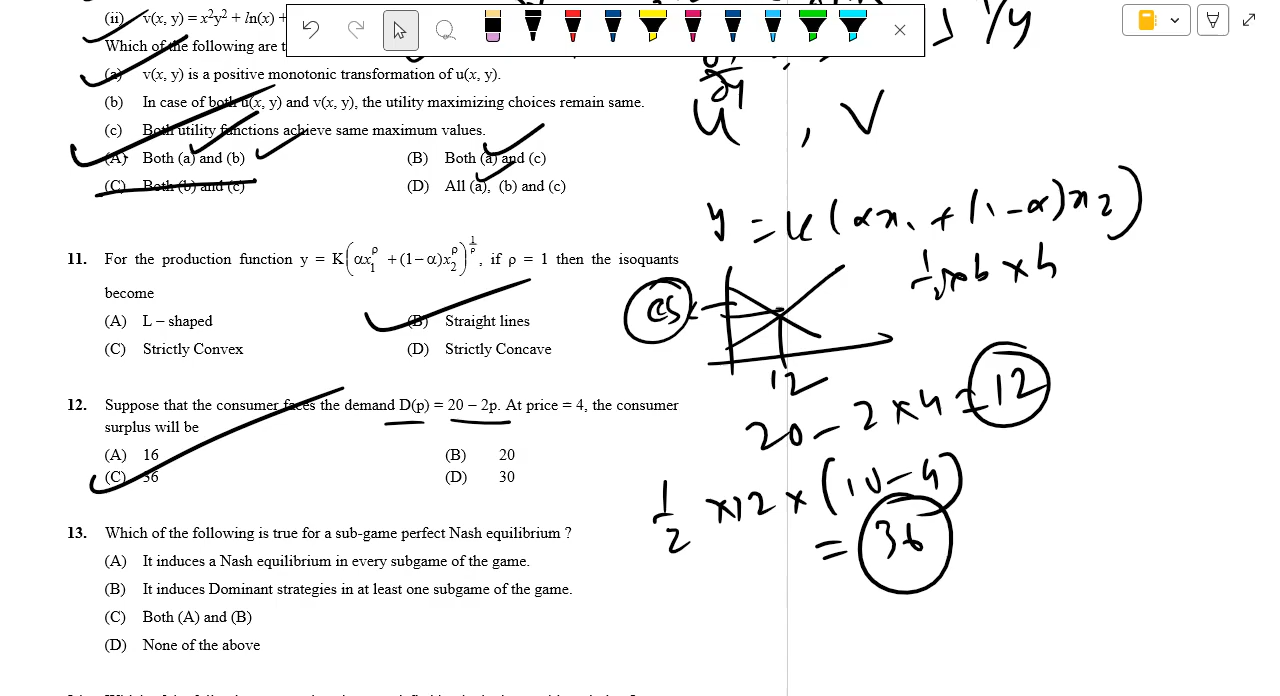 (ii) v(x, y) = x²y² + ln(x) +
Which of the following are t
(a) v(x, y) is a positive monotonic transformation of u(x, y).
(b) In case of both u(x, y) and v(x, y), the utility maximizing choices remain same.
(c) Both utility functions achieve same maximum values.
(A) Both (a) and (b) (B) Both (a) and (c)
(C) Both (b) and (c) (D) All (a), (b) and (c)
u , v
11. For the production function y = K(αx₁^ρ + (1−α)x₂^ρ)^(1/ρ), if ρ = 1 then the isoquants
become
(A) L – shaped (B) Straight lines
(C) Strictly Convex (D) Strictly Concave
y = k(αx₁ + (1-α)x₂)
1/2 × b × h
CS
12
12. Suppose that the consumer faces the demand D(p) = 20 – 2p. At price = 4, the consumer
surplus will be
(A) 16 (B) 20
(C) 36 (D) 30
20 - 2 × 4 = 12
1/2 × 12 × (10 - 4)
= 36
13. Which of the following is true for a sub-game perfect Nash equilibrium ?
(A) It induces a Nash equilibrium in every subgame of the game.
(B) It induces Dominant strategies in at least one subgame of the game.
(C) Both (A) and (B)
(D) None of the above